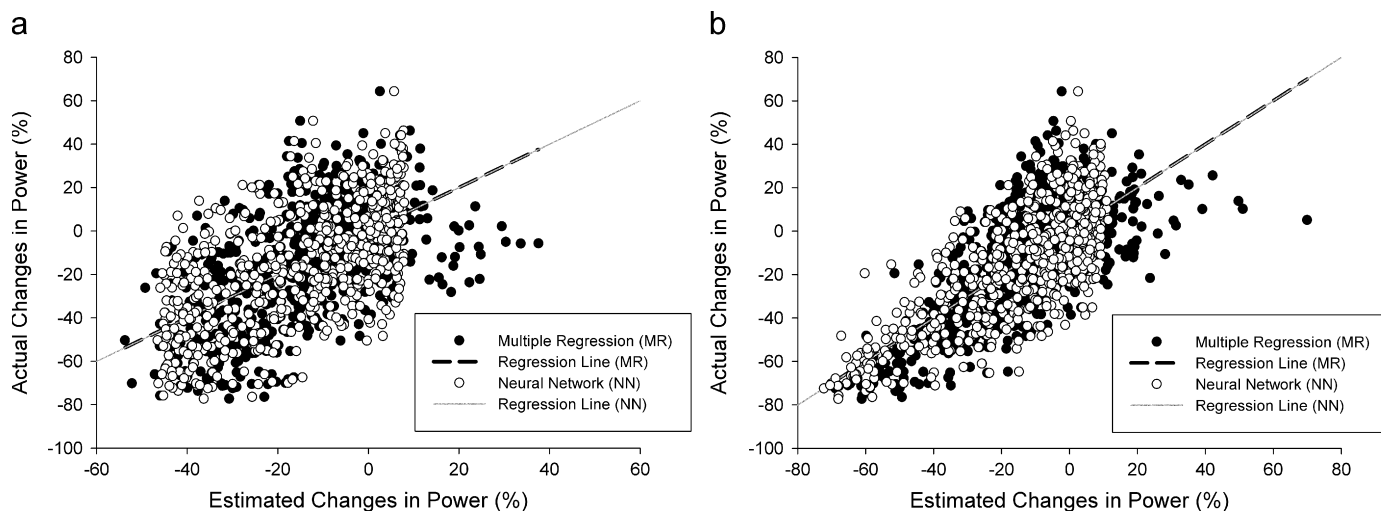 a
80
60
40
20
0
-20
-40
-60
-80
-100
Actual Changes in Power (%)
-60
-40
-20
0
20
40
60
Estimated Changes in Power (%)
Multiple Regression (MR)
Regression Line (MR)
Neural Network (NN)
Regression Line (NN)
b
80
60
40
20
0
-20
-40
-60
-80
-100
Actual Changes in Power (%)
-80
-60
-40
-20
0
20
40
60
80
Estimated Changes in Power (%)
Multiple Regression (MR)
Regression Line (MR)
Neural Network (NN)
Regression Line (NN)